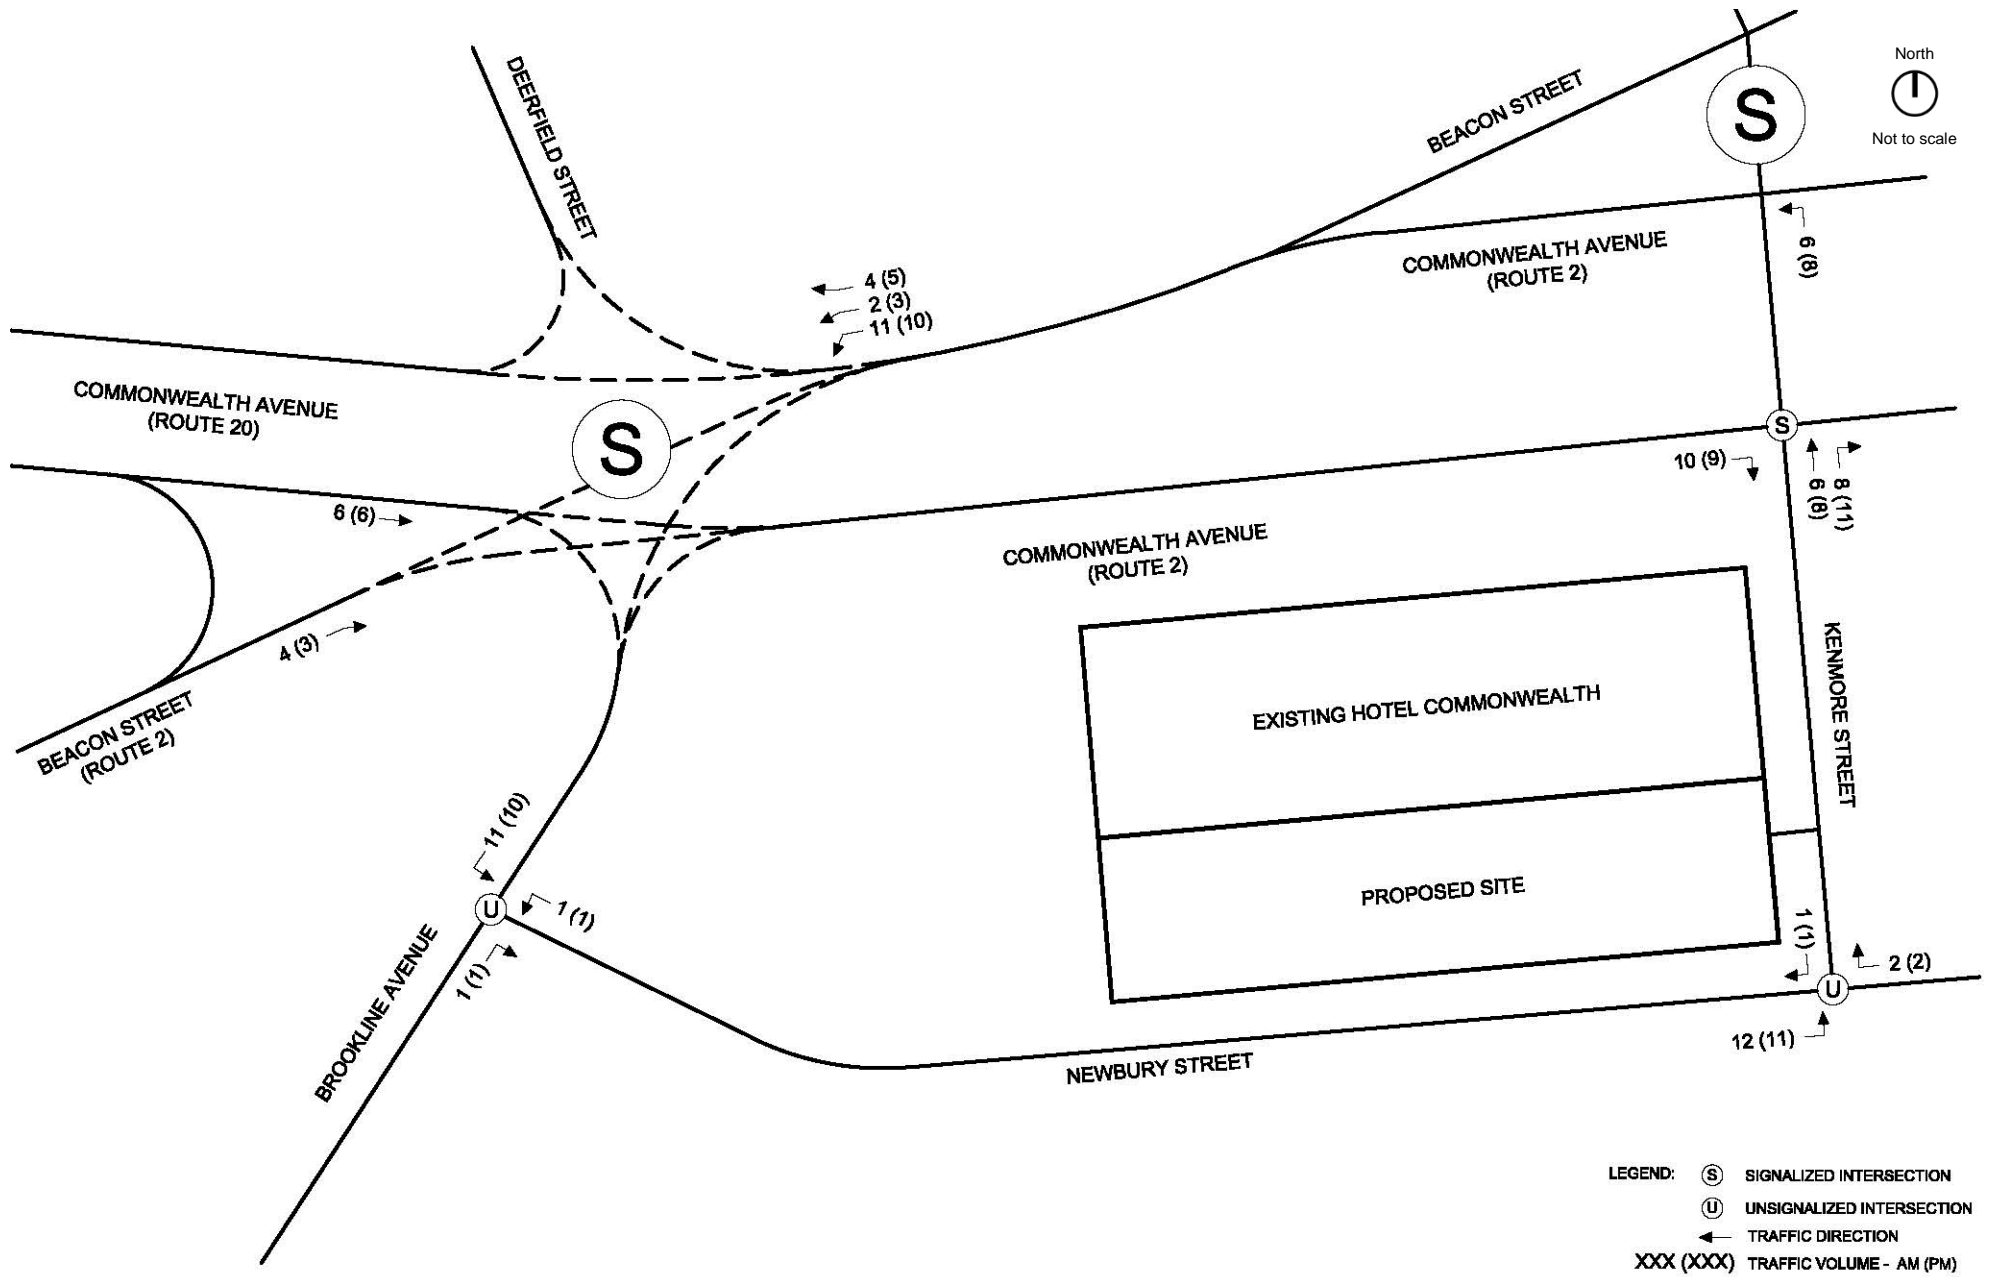 North
Not to scale
DEERFIELD STREET
BEACON STREET
COMMONWEALTH AVENUE
(ROUTE 2)
S
6 (8)
4 (5)
2 (3)
11 (10)
COMMONWEALTH AVENUE
(ROUTE 20)
S
S
10 (9)
6 (8)
8 (11)
6 (6)
COMMONWEALTH AVENUE
(ROUTE 2)
4 (3)
BEACON STREET
(ROUTE 2)
EXISTING HOTEL COMMONWEALTH
KENMORE STREET
PROPOSED SITE
11 (10)
U
1 (1)
1 (1)
BROOKLINE AVENUE
1 (1)
2 (2)
U
12 (11)
NEWBURY STREET
LEGEND:
S SIGNALIZED INTERSECTION
U UNSIGNALIZED INTERSECTION
TRAFFIC DIRECTION
XXX (XXX) TRAFFIC VOLUME - AM (PM)